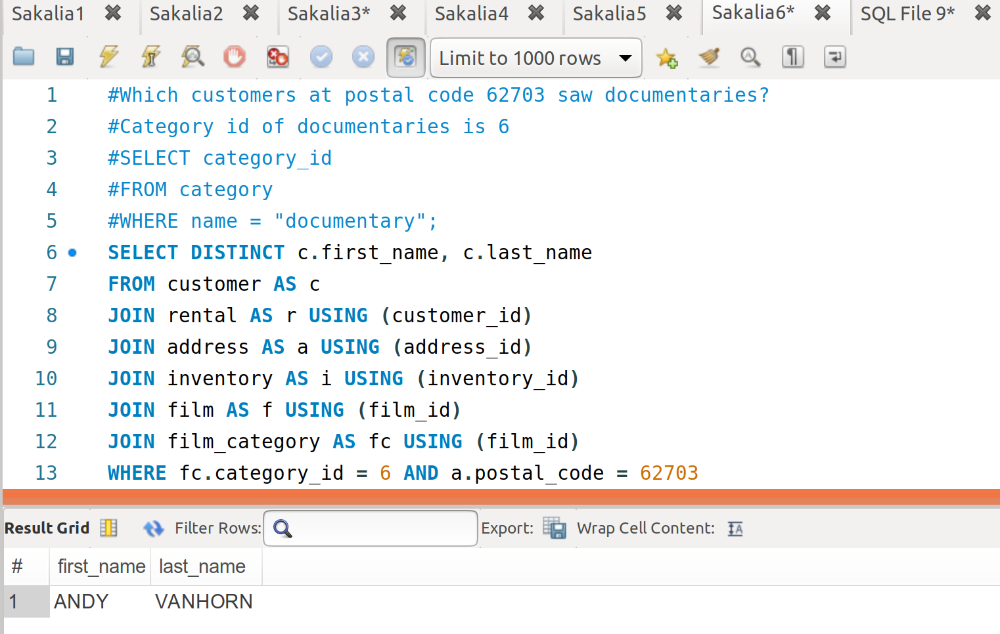 Sakalia1 Sakalia2 Sakalia3* Sakalia4 Sakalia5 Sakalia6* SQL File 9*
Limit to 1000 rows
1 #Which customers at postal code 62703 saw documentaries?
2 #Category id of documentaries is 6
3 #SELECT category_id
4 #FROM category
5 #WHERE name = "documentary";
6 SELECT DISTINCT c.first_name, c.last_name
7 FROM customer AS c
8 JOIN rental AS r USING (customer_id)
9 JOIN address AS a USING (address_id)
10 JOIN inventory AS i USING (inventory_id)
11 JOIN film AS f USING (film_id)
12 JOIN film_category AS fc USING (film_id)
13 WHERE fc.category_id = 6 AND a.postal_code = 62703
Result Grid Filter Rows: Export: Wrap Cell Content:
# first_name last_name
1 ANDY VANHORN